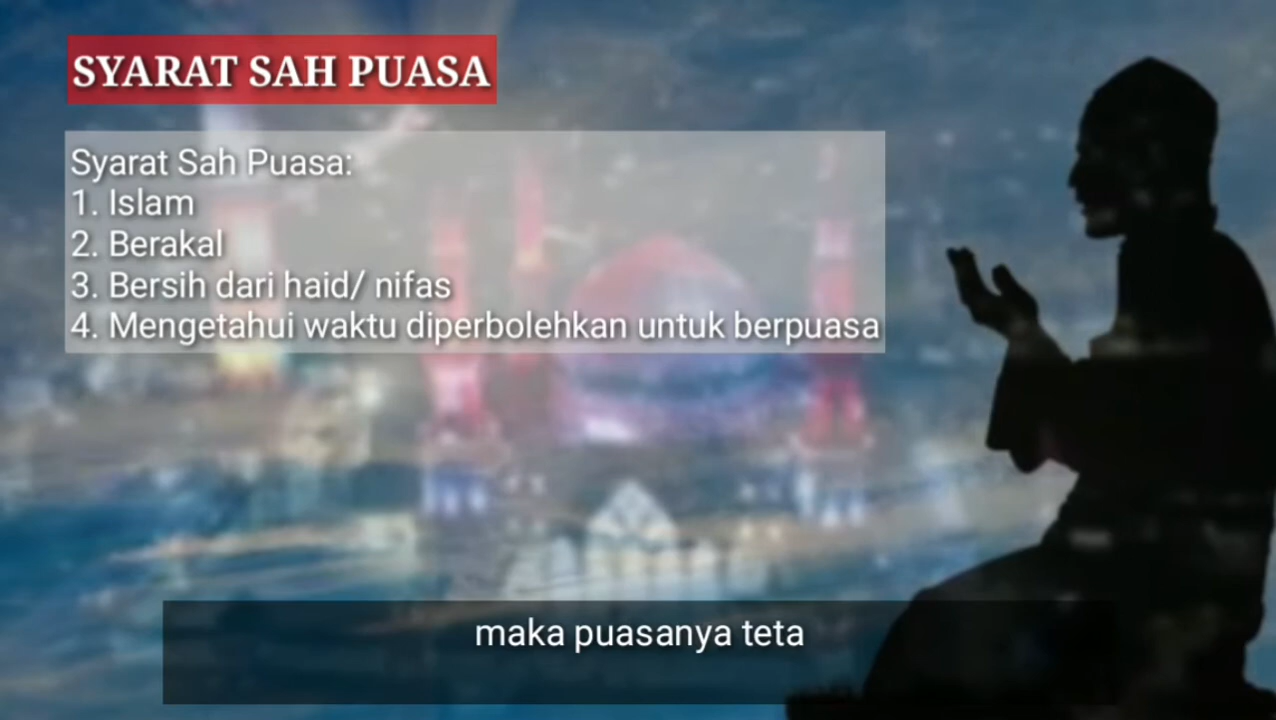 SYARAT SAH PUASA
Syarat Sah Puasa:
1. Islam
2. Berakal
3. Bersih dari haid/ nifas
4. Mengetahui waktu diperbolehkan untuk berpuasa
maka puasanya teta